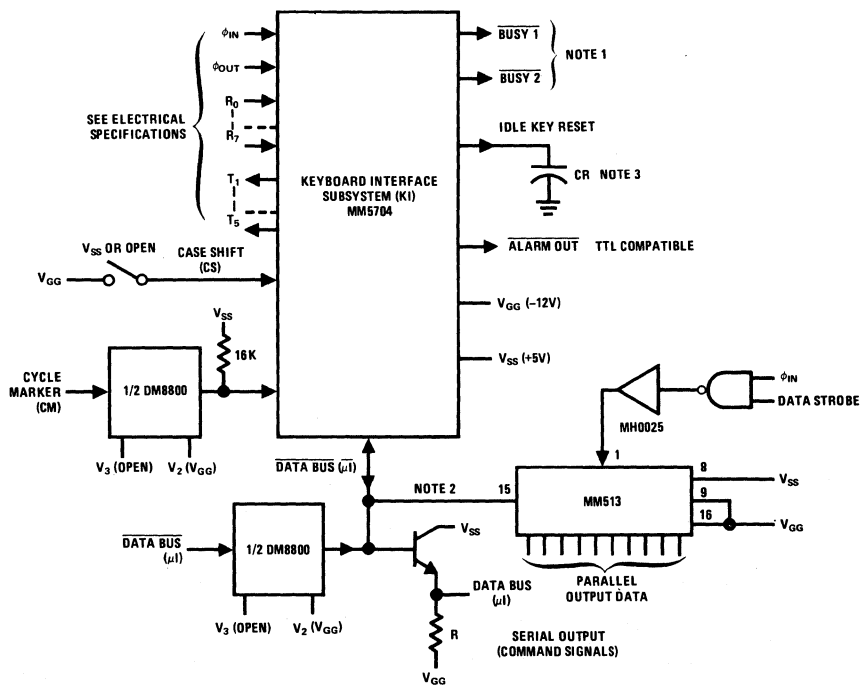 ϕIN
ϕOUT
R0
R7
SEE ELECTRICAL
SPECIFICATIONS
T1
T5
VSS OR OPEN
CASE SHIFT
(CS)
VGG
KEYBOARD INTERFACE
SUBSYSTEM (KI)
MM5704
BUSY 1
BUSY 2
NOTE 1
IDLE KEY RESET
CR NOTE 3
ALARM OUT TTL COMPATIBLE
VGG (–12V)
VSS (+5V)
VSS
16K
CYCLE
MARKER
(CM)
1/2 DM8800
V3 (OPEN)
V2 (VGG)
ϕIN
DATA STROBE
MH0025
1
DATA BUS (μI)
NOTE 2
15
MM513
8
VSS
9
16
VGG
PARALLEL
OUTPUT DATA
DATA BUS
(μI)
1/2 DM8800
V3 (OPEN)
V2 (VGG)
VSS
DATA BUS
(μI)
R
VGG
SERIAL OUTPUT
(COMMAND SIGNALS)